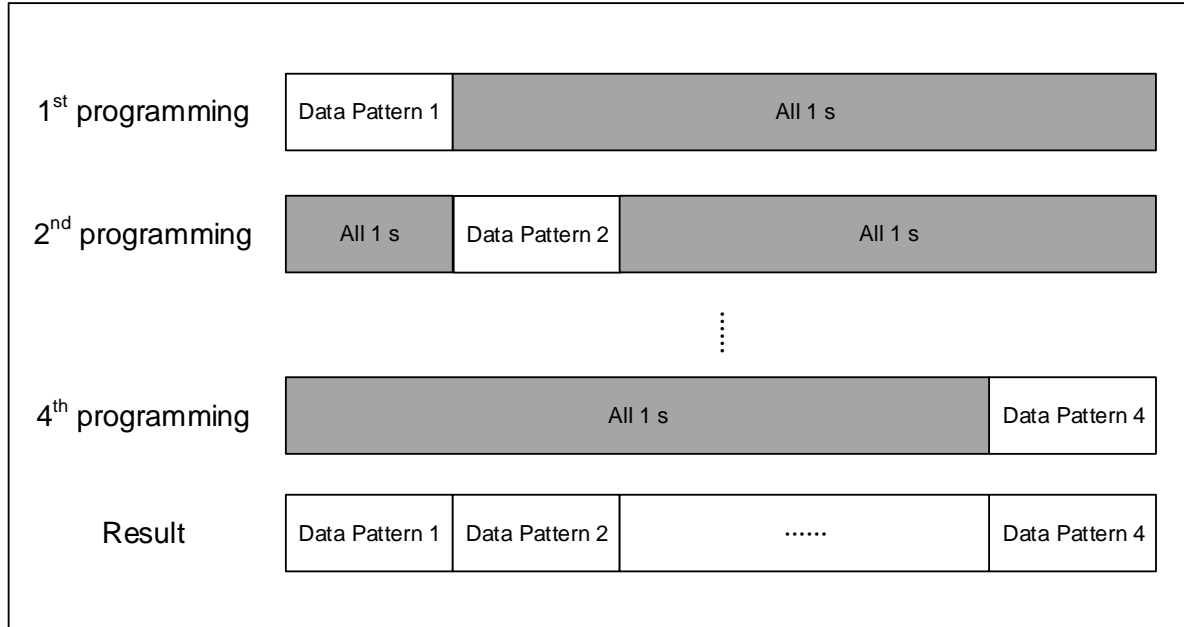 1st programming Data Pattern 1 All 1 s
2nd programming All 1 s Data Pattern 2 All 1 s
4th programming All 1 s Data Pattern 4
Result Data Pattern 1 Data Pattern 2 ...... Data Pattern 4